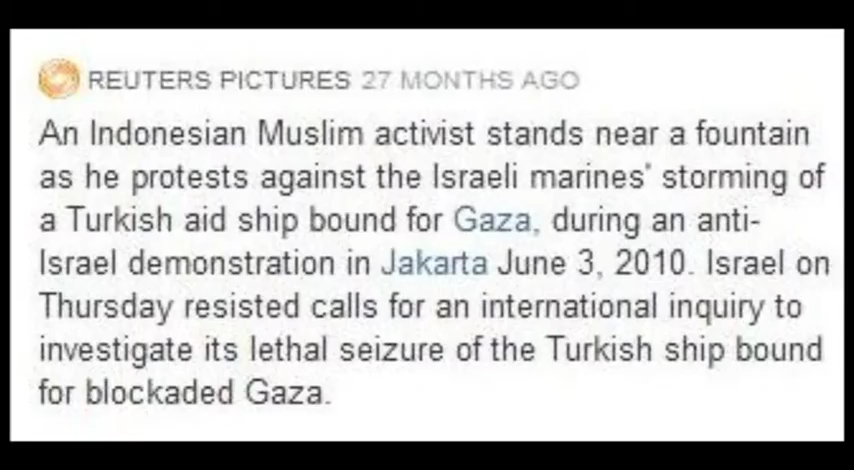 REUTERS PICTURES 27 MONTHS AGO
An Indonesian Muslim activist stands near a fountain
as he protests against the Israeli marines' storming of
a Turkish aid ship bound for Gaza, during an anti-
Israel demonstration in Jakarta June 3, 2010. Israel on
Thursday resisted calls for an international inquiry to
investigate its lethal seizure of the Turkish ship bound
for blockaded Gaza.